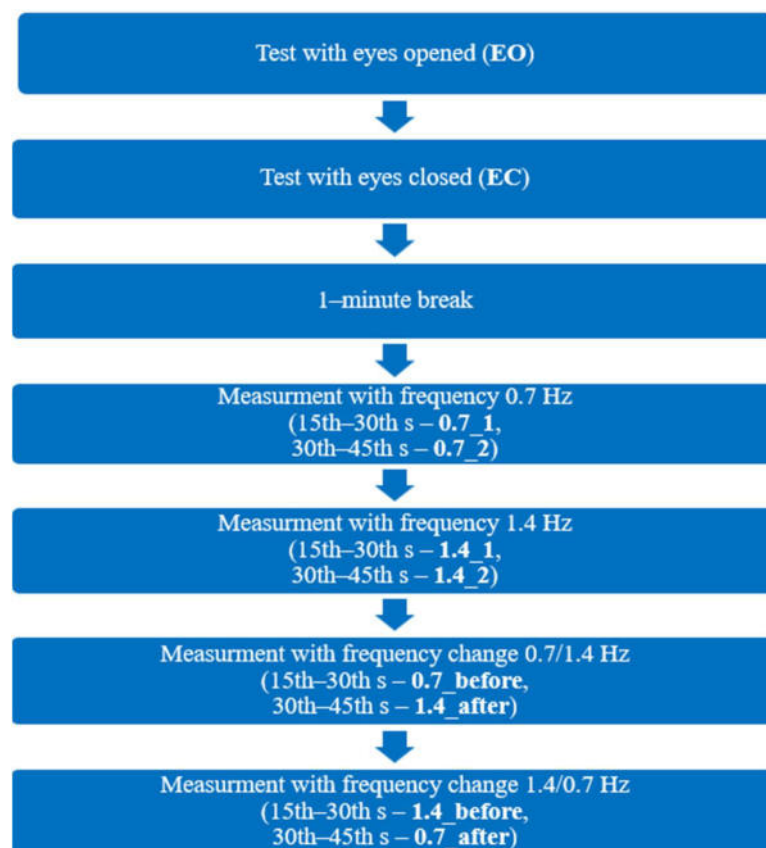 Test with eyes opened (EO)
Test with eyes closed (EC)
1–minute break
Measurment with frequency 0.7 Hz
(15th–30th s – 0.7_1,
30th–45th s – 0.7_2)
Measurment with frequency 1.4 Hz
(15th–30th s – 1.4_1,
30th–45th s – 1.4_2)
Measurment with frequency change 0.7/1.4 Hz
(15th–30th s – 0.7_before,
30th–45th s – 1.4_after)
Measurment with frequency change 1.4/0.7 Hz
(15th–30th s – 1.4_before,
30th–45th s – 0.7_after)